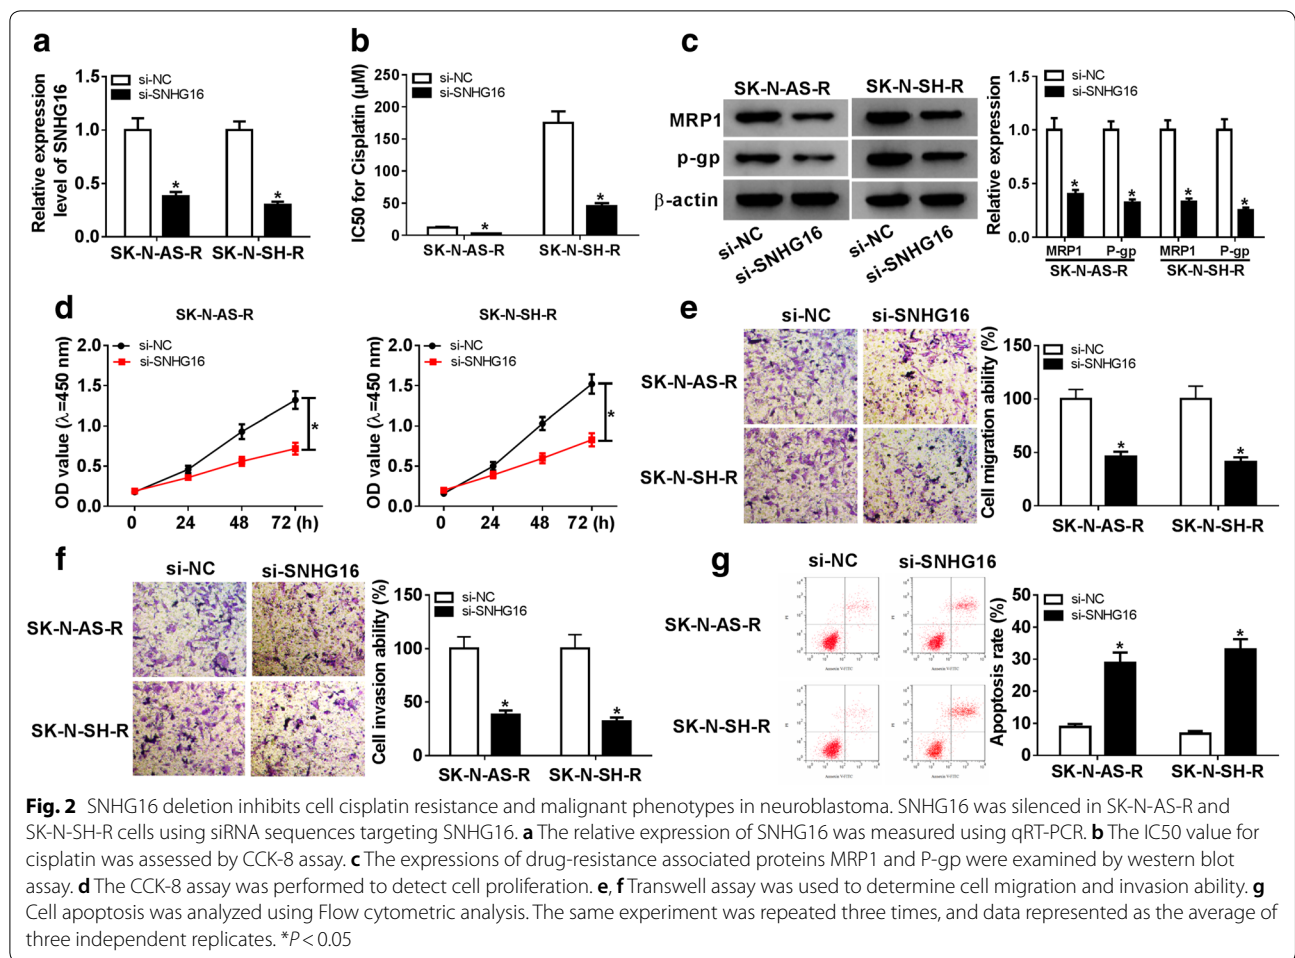 a
Relative expression
level of SNHG16
1.5
1.0
0.5
0.0
si-NC
si-SNHG16
*
*
SK-N-AS-R SK-N-SH-R
b
IC50 for Cisplatin (µM)
250
200
150
100
50
0
si-NC
si-SNHG16
*
*
SK-N-AS-R
SK-N-SH-R
c
SK-N-AS-R SK-N-SH-R
MRP1
p-gp
β-actin
si-NC
si-SNHG16
si-NC
si-SNHG16
Relative expression
1.5
1.0
0.5
0.0
si-NC
si-SNHG16
*
*
*
*
MRP1 P-gp MRP1 P-gp
SK-N-AS-R SK-N-SH-R
d
SK-N-AS-R
OD value (λ=450 nm)
2.0
1.5
1.0
0.5
0.0
si-NC
si-SNHG16
*
0 24 48 72 (h)
SK-N-SH-R
OD value (λ=450 nm)
2.0
1.5
1.0
0.5
0.0
si-NC
si-SNHG16
*
0 24 48 72 (h)
e
si-NC si-SNHG16
SK-N-AS-R
SK-N-SH-R
Cell migration ability (%)
150
100
50
0
si-NC
si-SNHG16
*
*
SK-N-AS-R SK-N-SH-R
f
si-NC si-SNHG16
SK-N-AS-R
SK-N-SH-R
Cell invasion ability (%)
150
100
50
0
si-NC
si-SNHG16
*
*
SK-N-AS-R SK-N-SH-R
g
si-NC si-SNHG16
SK-N-AS-R
SK-N-SH-R
Apoptosis rate (%)
50
40
30
20
10
0
si-NC
si-SNHG16
*
*
SK-N-AS-R SK-N-SH-R
Fig. 2 SNHG16 deletion inhibits cell cisplatin resistance and malignant phenotypes in neuroblastoma. SNHG16 was silenced in SK-N-AS-R and
SK-N-SH-R cells using siRNA sequences targeting SNHG16. a The relative expression of SNHG16 was measured using qRT-PCR. b The IC50 value for
cisplatin was assessed by CCK-8 assay. c The expressions of drug-resistance associated proteins MRP1 and P-gp were examined by western blot
assay. d The CCK-8 assay was performed to detect cell proliferation. e, f Transwell assay was used to determine cell migration and invasion ability. g
Cell apoptosis was analyzed using Flow cytometric analysis. The same experiment was repeated three times, and data represented as the average of
three independent replicates. *P < 0.05